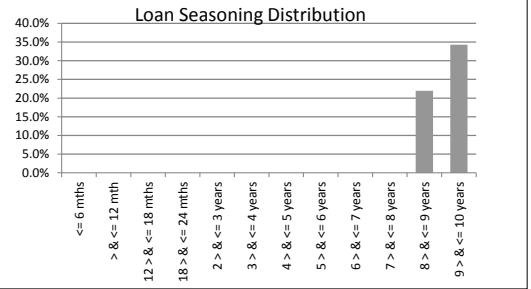 Loan Seasoning Distribution
40.0%
35.0%
30.0%
25.0%
20.0%
15.0%
10.0%
5.0%
0.0%
<= 6 mths
> & <= 12 mth
12 > & <= 18 mths
18 > & <= 24 mths
2 > & <= 3 years
3 > & <= 4 years
4 > & <= 5 years
5 > & <= 6 years
6 > & <= 7 years
7 > & <= 8 years
8 > & <= 9 years
9 > & <= 10 years